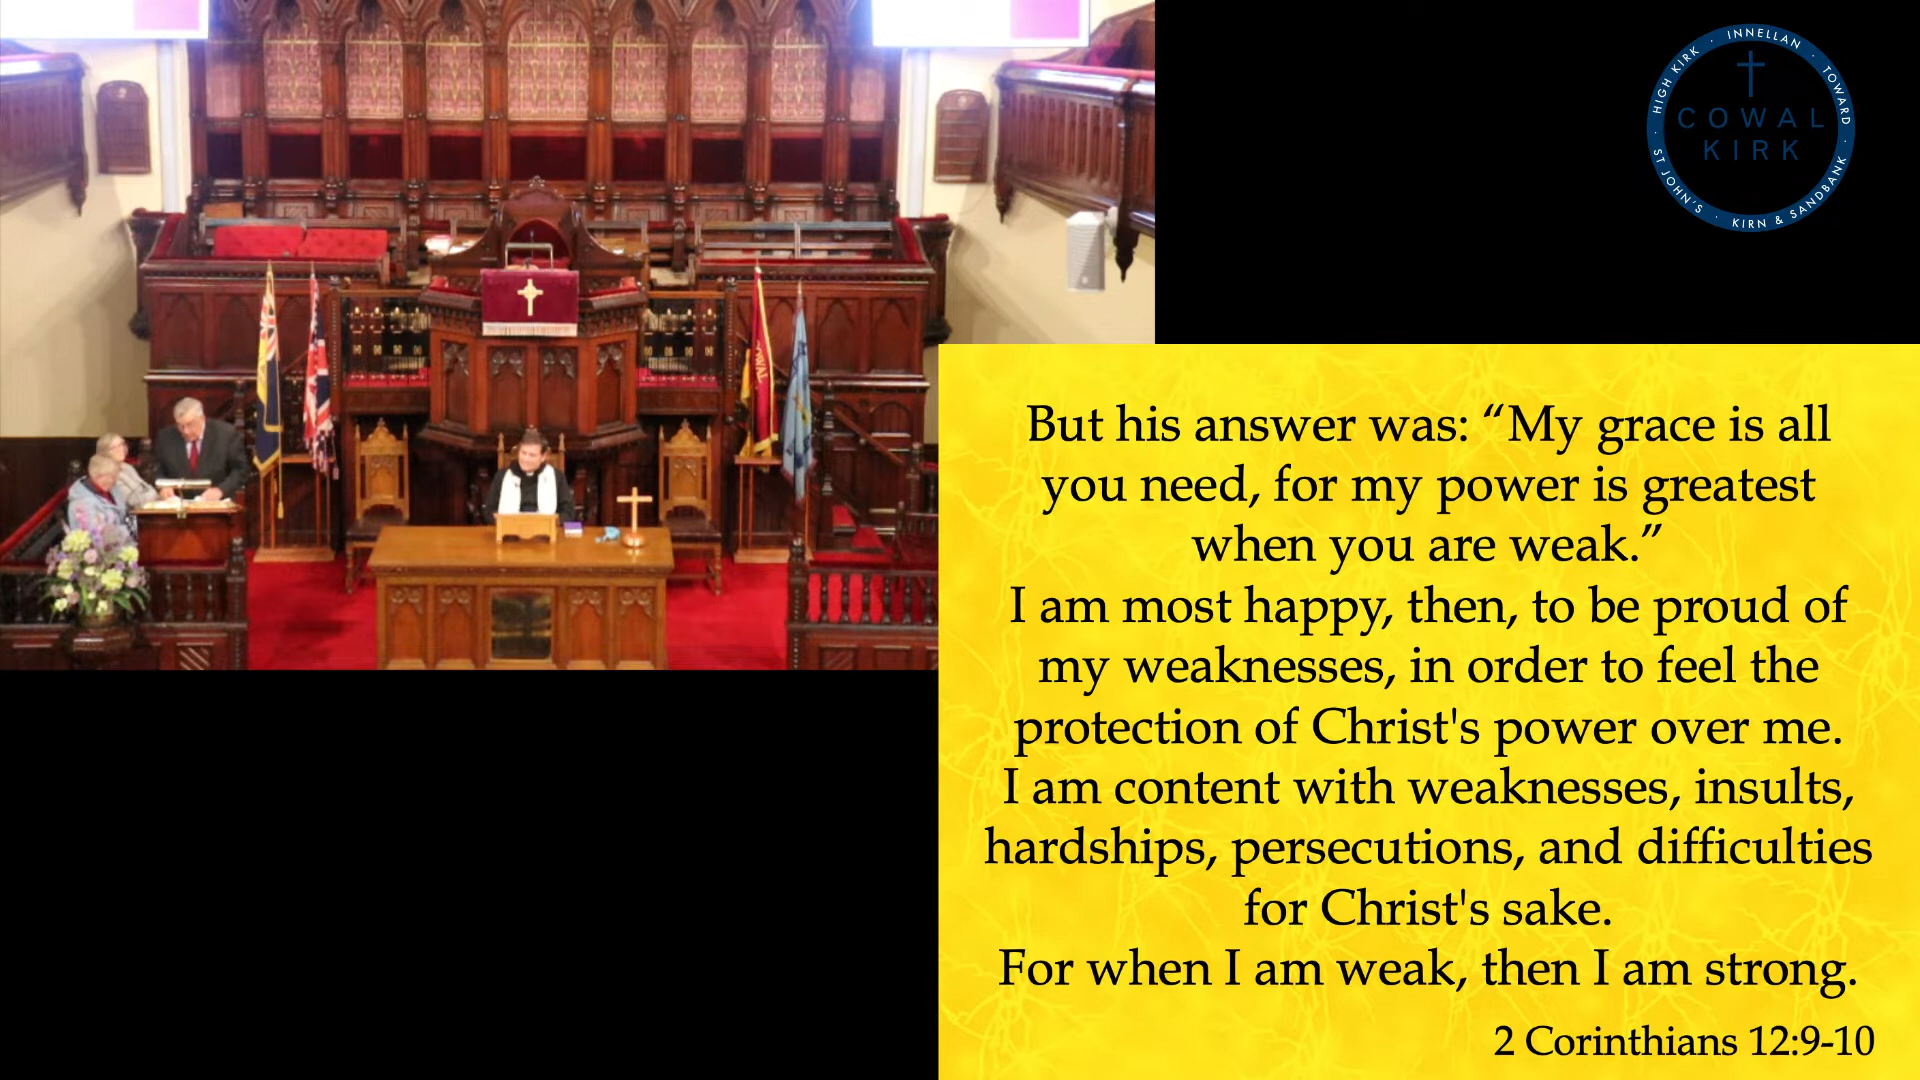 HIGH KIRK · INNELLAN · TOWARD · KIRN & SANDBANK · ST JOHN'S ·
COWAL
KIRK
But his answer was: “My grace is all
you need, for my power is greatest
when you are weak.”
I am most happy, then, to be proud of
my weaknesses, in order to feel the
protection of Christ's power over me.
I am content with weaknesses, insults,
hardships, persecutions, and difficulties
for Christ's sake.
For when I am weak, then I am strong.
2 Corinthians 12:9-10